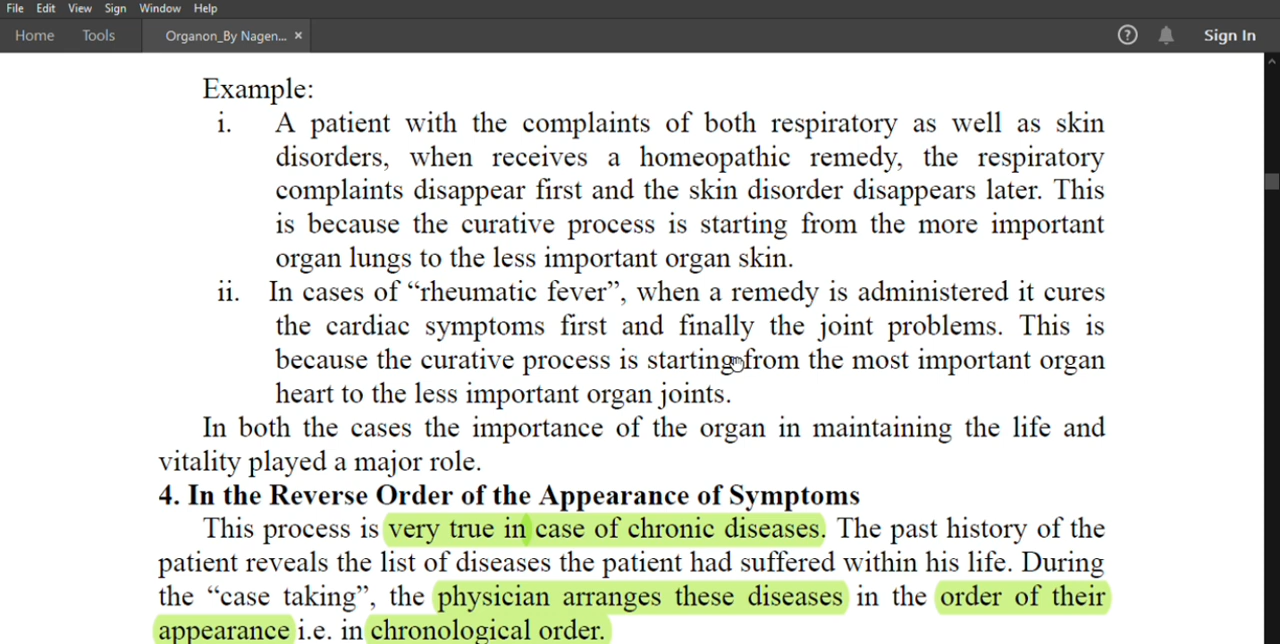 File Edit View Sign Window Help
Home Tools Organon_By Nagen... × ? Sign In
Example:
i. A patient with the complaints of both respiratory as well as skin
disorders, when receives a homeopathic remedy, the respiratory
complaints disappear first and the skin disorder disappears later. This
is because the curative process is starting from the more important
organ lungs to the less important organ skin.
ii. In cases of “rheumatic fever”, when a remedy is administered it cures
the cardiac symptoms first and finally the joint problems. This is
because the curative process is starting from the most important organ
heart to the less important organ joints.
In both the cases the importance of the organ in maintaining the life and
vitality played a major role.
4. In the Reverse Order of the Appearance of Symptoms
This process is very true in case of chronic diseases. The past history of the
patient reveals the list of diseases the patient had suffered within his life. During
the “case taking”, the physician arranges these diseases in the order of their
appearance i.e. in chronological order.